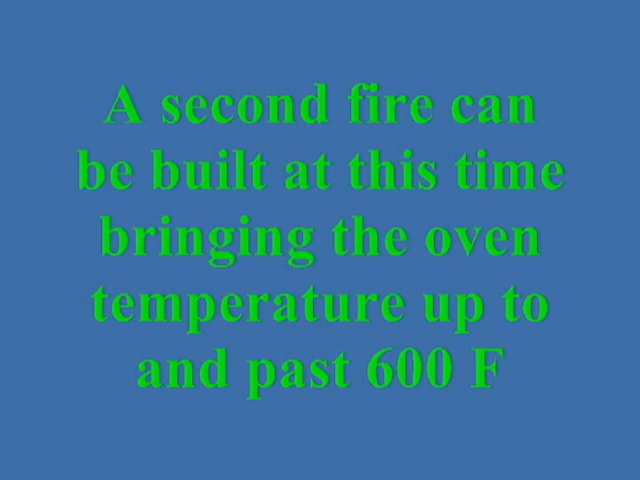 A second fire can
be built at this time
bringing the oven
temperature up to
and past 600 F